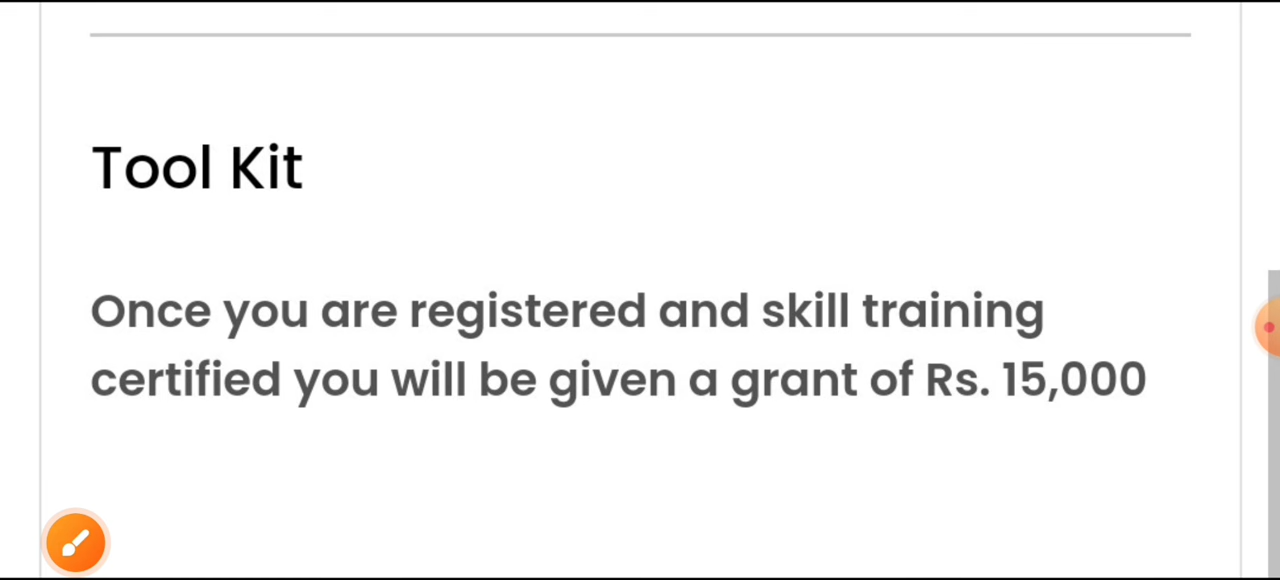 Tool Kit
Once you are registered and skill training
certified you will be given a grant of Rs. 15,000